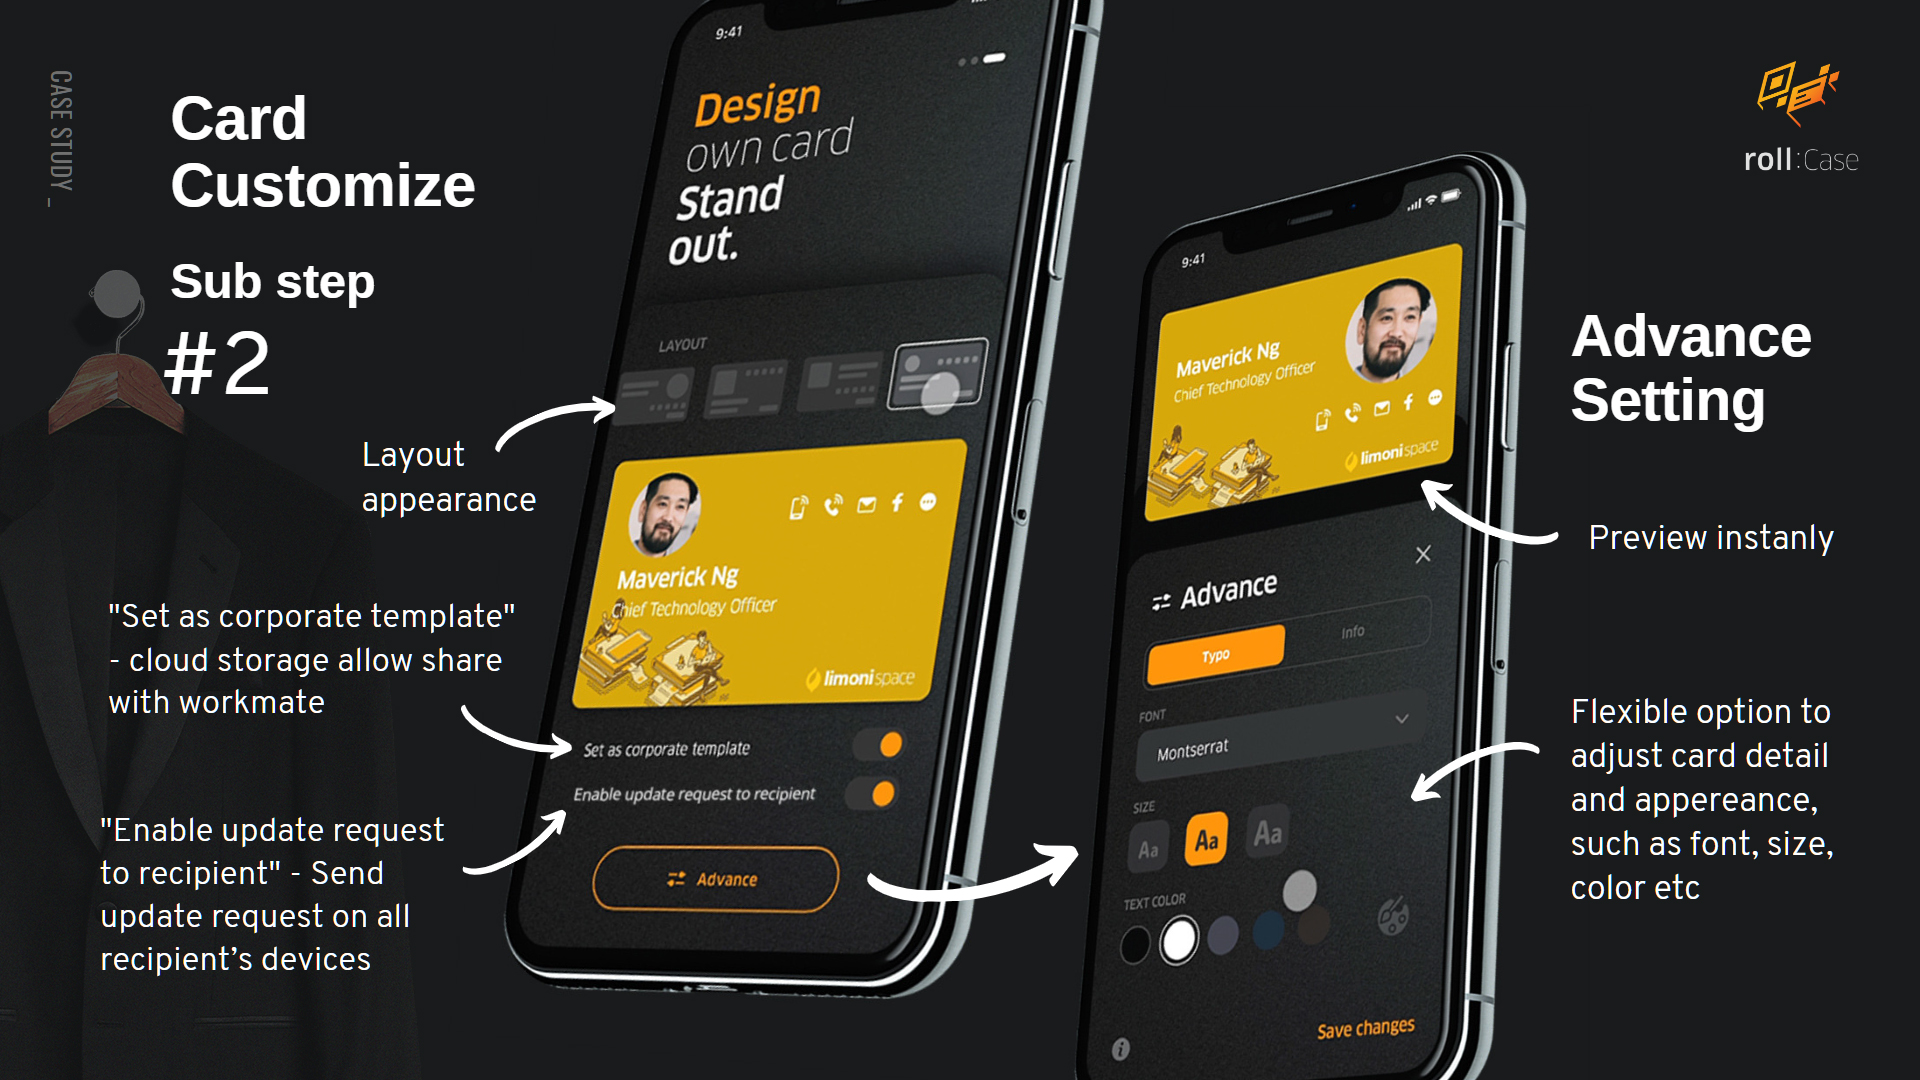 CASE STUDY _
Card
Customize
Sub step
#2
Layout
appearance
"Set as corporate template"
- cloud storage allow share
with workmate
"Enable update request
to recipient" - Send
update request on all
recipient's devices
9:41
Design
own card
Stand
out.
LAYOUT
Maverick Ng
Chief Technology Officer
limonispace
Set as corporate template
Enable update request to recipient
Advance
9:41
Maverick Ng
Chief Technology Officer
limonispace
Advance
Typo
Info
FONT
Montserrat
SIZE
Aa
Aa
Aa
TEXT COLOR
Save changes
roll:Case
Advance
Setting
Preview instanly
Flexible option to
adjust card detail
and appereance,
such as font, size,
color etc